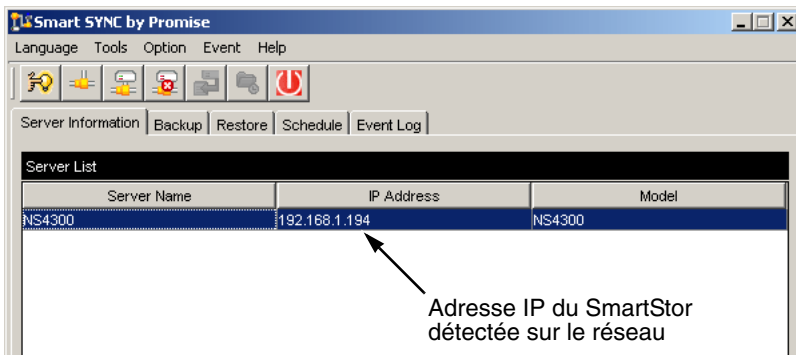 Smart SYNC by Promise
Language Tools Option Event Help
Server Information Backup Restore Schedule Event Log
Server List
Server Name IP Address Model
NS4300 192.168.1.194 NS4300
Adresse IP du SmartStor
détectée sur le réseau